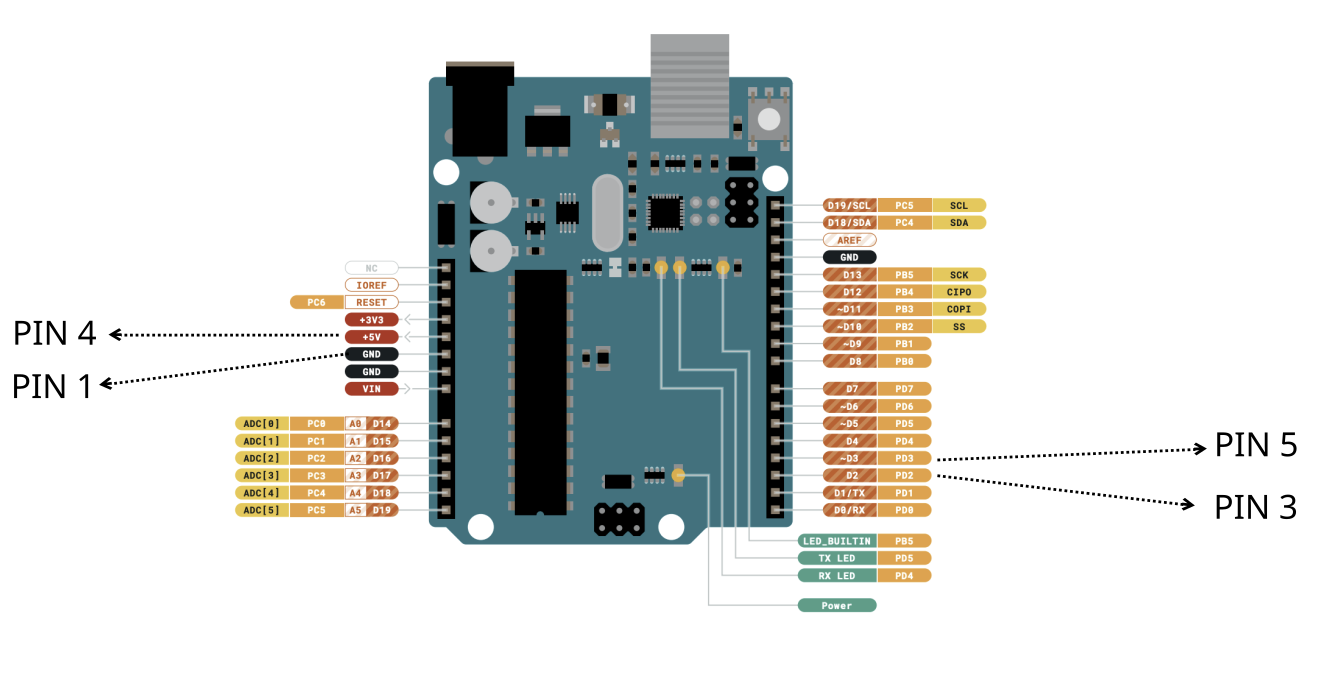 D19/SCL PC5 SCL
D18/SDA PC4 SDA
AREF
GND
NC
D13 PB5 SCK
IOREF
D12 PB4 CIPO
PC6 RESET
~D11 PB3 COPI
+3V3
~D10 PB2 SS
PIN 4
+5V
~D9 PB1
GND
D8 PB0
GND
PIN 1
VIN
D7 PD7
~D6 PD6
ADC[0] PC0 A0 D14
~D5 PD5
ADC[1] PC1 A1 D15
D4 PD4
PIN 5
ADC[2] PC2 A2 D16
~D3 PD3
ADC[3] PC3 A3 D17
D2 PD2
ADC[4] PC4 A4 D18
D1/TX PD1
PIN 3
ADC[5] PC5 A5 D19
D0/RX PD0
LED_BUILTIN PB5
TX LED PD5
RX LED PD4
Power